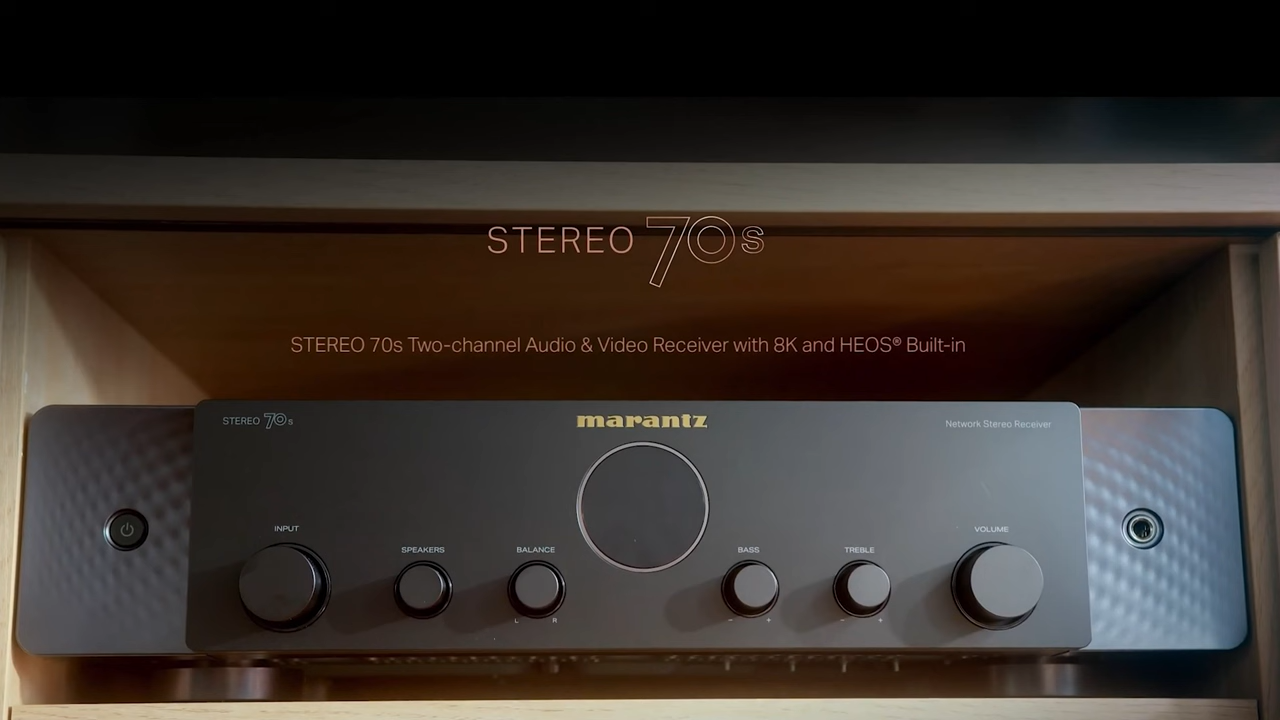 STEREO 70s
STEREO 70s Two-channel Audio & Video Receiver with 8K and HEOS® Built-in
STEREO 70s
marantz
Network Stereo Receiver
INPUT
SPEAKERS
BALANCE
L R
BASS
- +
TREBLE
- +
VOLUME